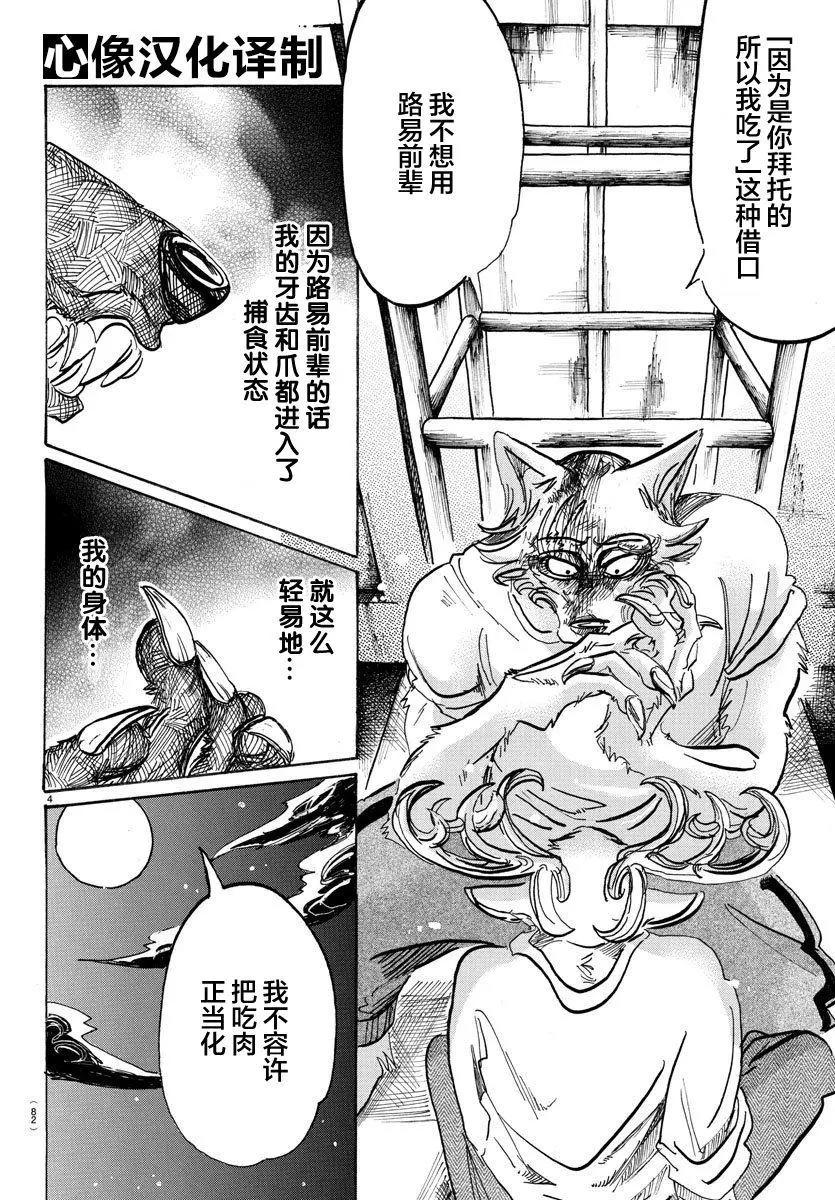 心像汉化译制
「因为是你拜托的
所以我吃了」这种借口
我不想用
路易前辈
因为路易前辈的话
我的牙齿和爪都进入了
捕食状态
就这么
轻易地…
我的身体…
我不容许
把吃肉
正当化
4
(82)